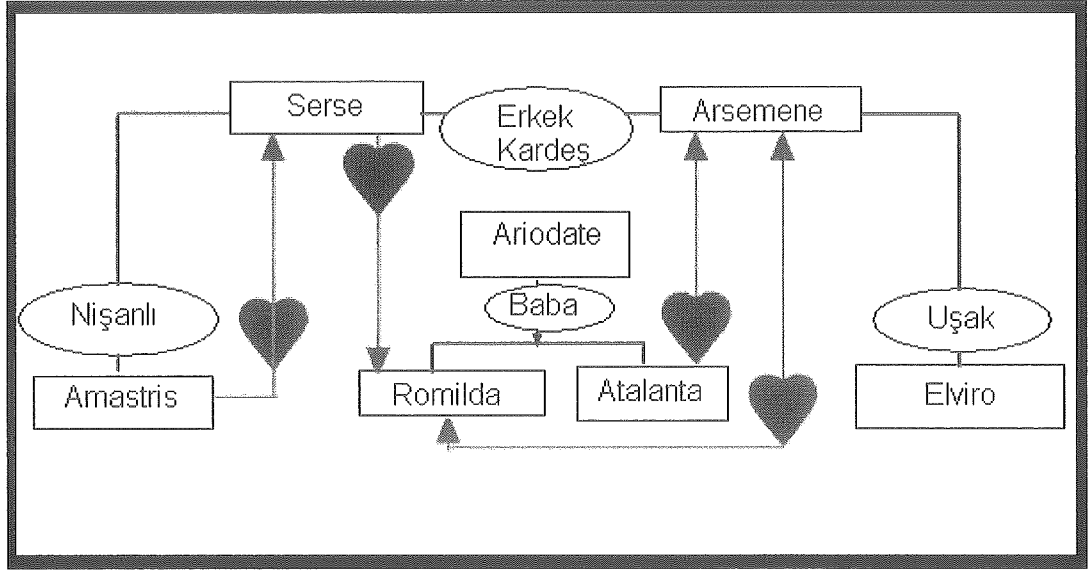 Serse
Erkek
Kardeş
Arsemene
Ariodate
Nişanlı
Baba
Uşak
Amastris
Romilda
Atalanta
Elviro